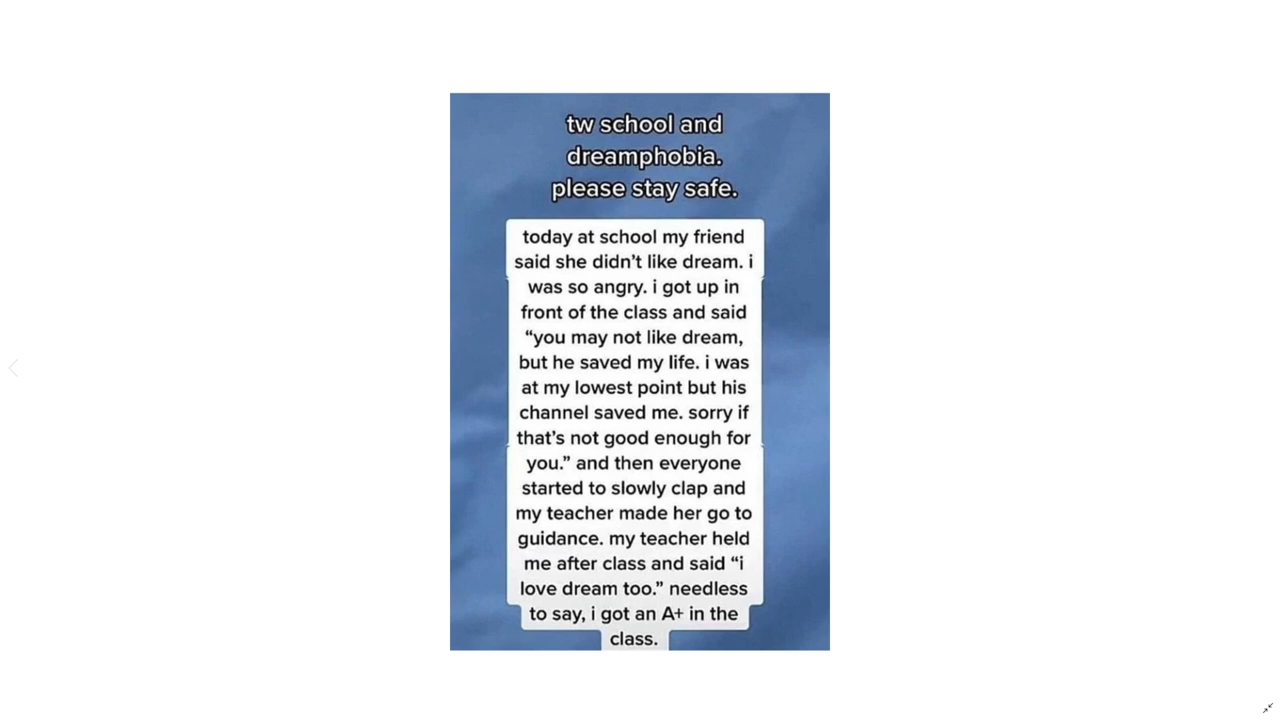 tw school and
dreamphobia.
please stay safe.
today at school my friend
said she didn't like dream. i
was so angry. i got up in
front of the class and said
“you may not like dream,
but he saved my life. i was
at my lowest point but his
channel saved me. sorry if
that's not good enough for
you.” and then everyone
started to slowly clap and
my teacher made her go to
guidance. my teacher held
me after class and said “i
love dream too.” needless
to say, i got an A+ in the
class.